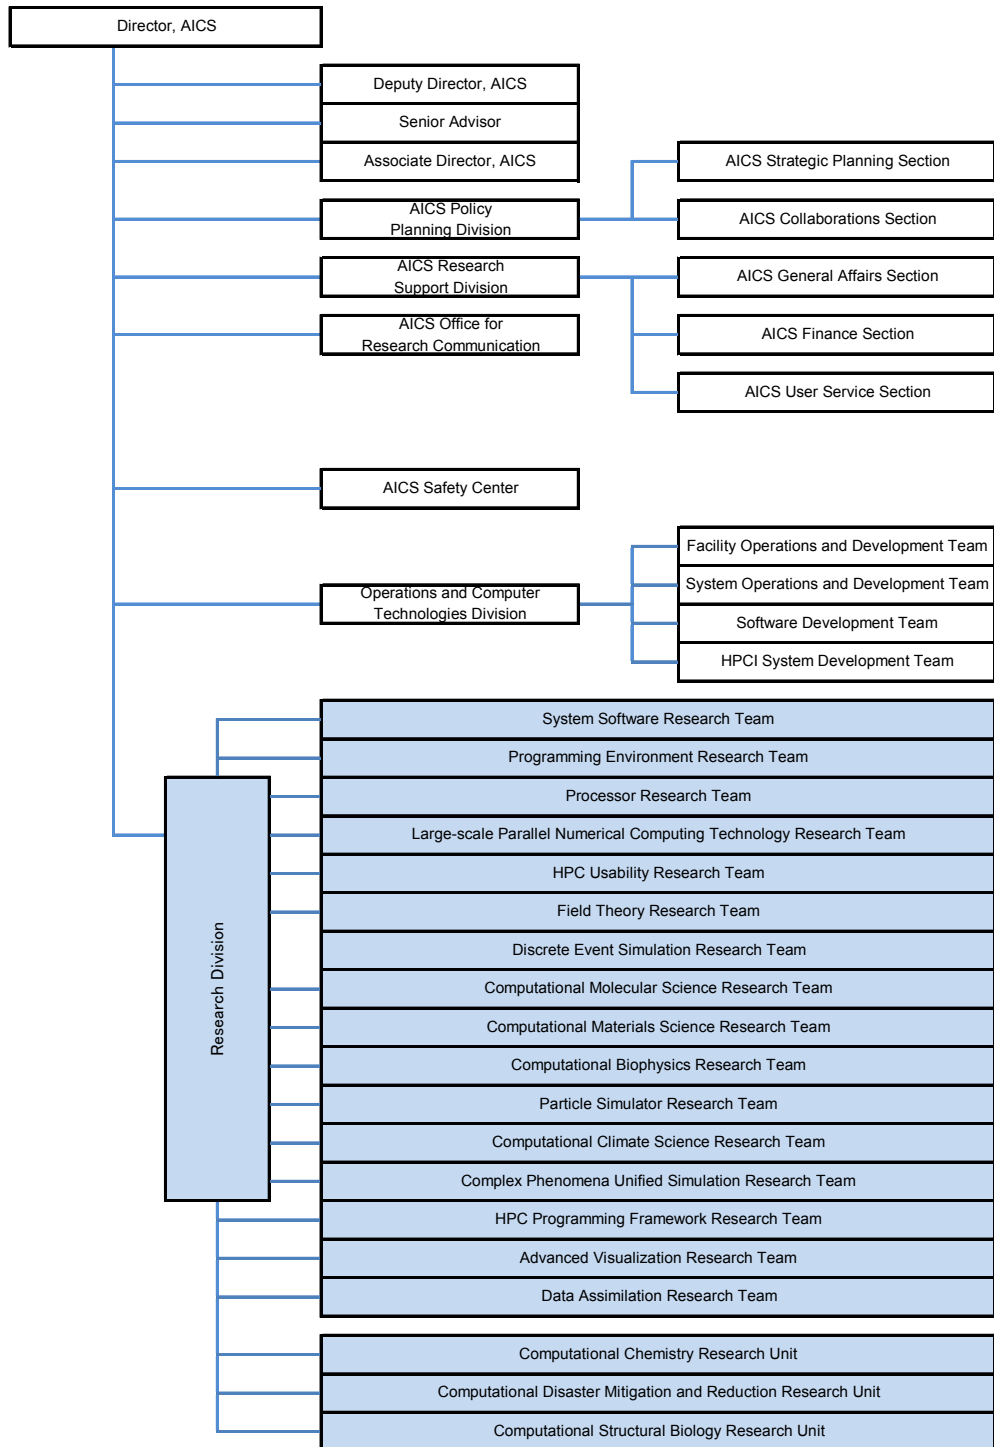 Director, AICS
Deputy Director, AICS
Senior Advisor
Associate Director, AICS
AICS Strategic Planning Section
AICS Policy
Planning Division
AICS Collaborations Section
AICS Research
Support Division
AICS General Affairs Section
AICS Office for
Research Communication
AICS Finance Section
AICS User Service Section
AICS Safety Center
Facility Operations and Development Team
System Operations and Development Team
Operations and Computer
Technologies Division
Software Development Team
HPCI System Development Team
Research Division
System Software Research Team
Programming Environment Research Team
Processor Research Team
Large-scale Parallel Numerical Computing Technology Research Team
HPC Usability Research Team
Field Theory Research Team
Discrete Event Simulation Research Team
Computational Molecular Science Research Team
Computational Materials Science Research Team
Computational Biophysics Research Team
Particle Simulator Research Team
Computational Climate Science Research Team
Complex Phenomena Unified Simulation Research Team
HPC Programming Framework Research Team
Advanced Visualization Research Team
Data Assimilation Research Team
Computational Chemistry Research Unit
Computational Disaster Mitigation and Reduction Research Unit
Computational Structural Biology Research Unit